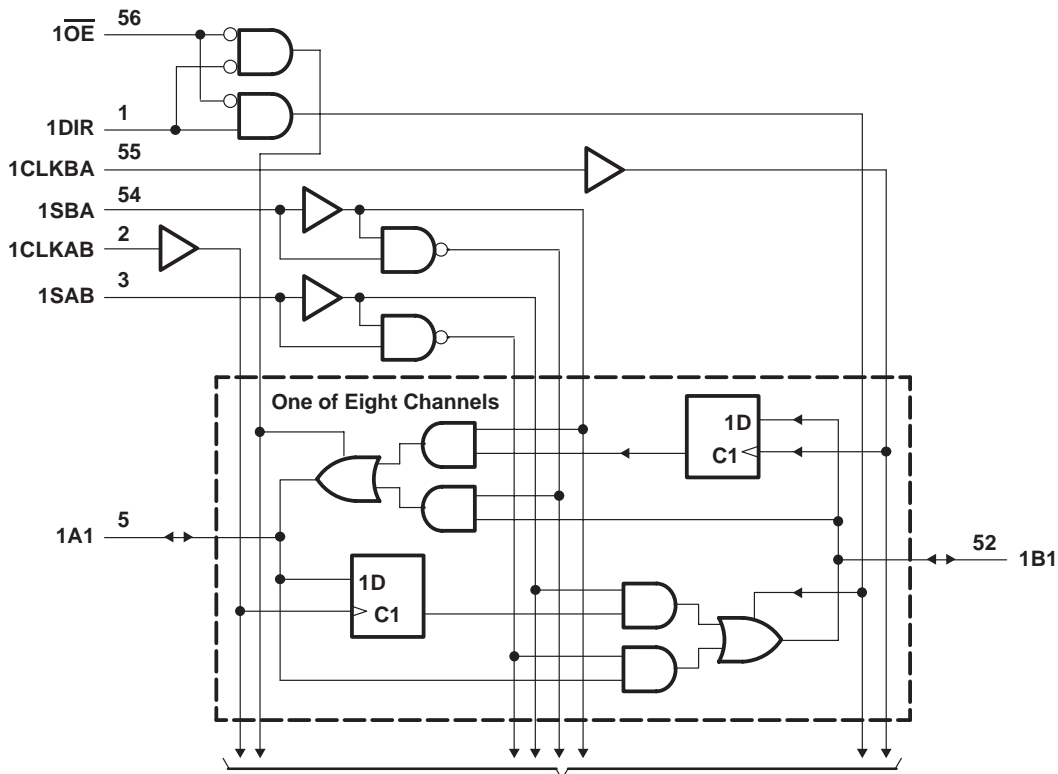 1O̅E̅ 56
1DIR 1
1CLKBA 55
1SBA 54
1CLKAB 2
1SAB 3
One of Eight Channels
1D
C1
1A1 5
52 1B1
1D
C1